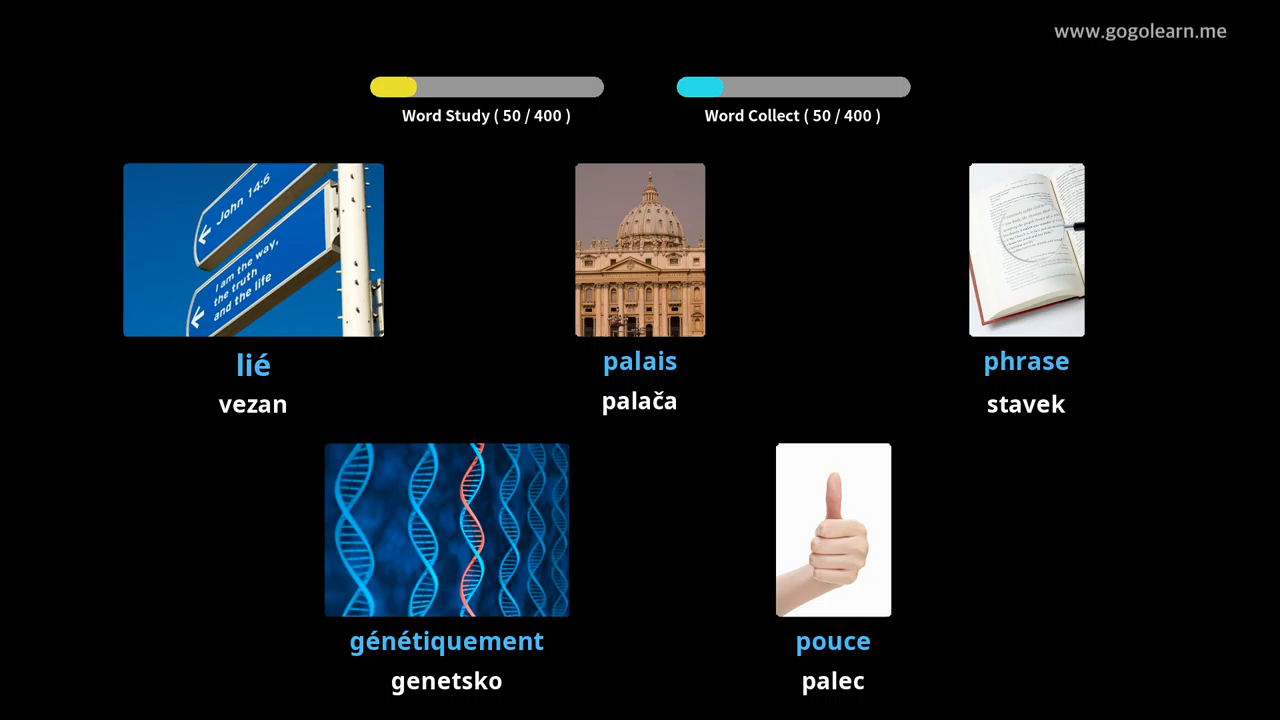 www.gogolearn.me
Word Study ( 50 / 400 )
Word Collect ( 50 / 400 )
John 14:6
I am the way,
the truth
and the life
lié
vezan
palais
palača
phrase
stavek
génétiquement
genetsko
pouce
palec